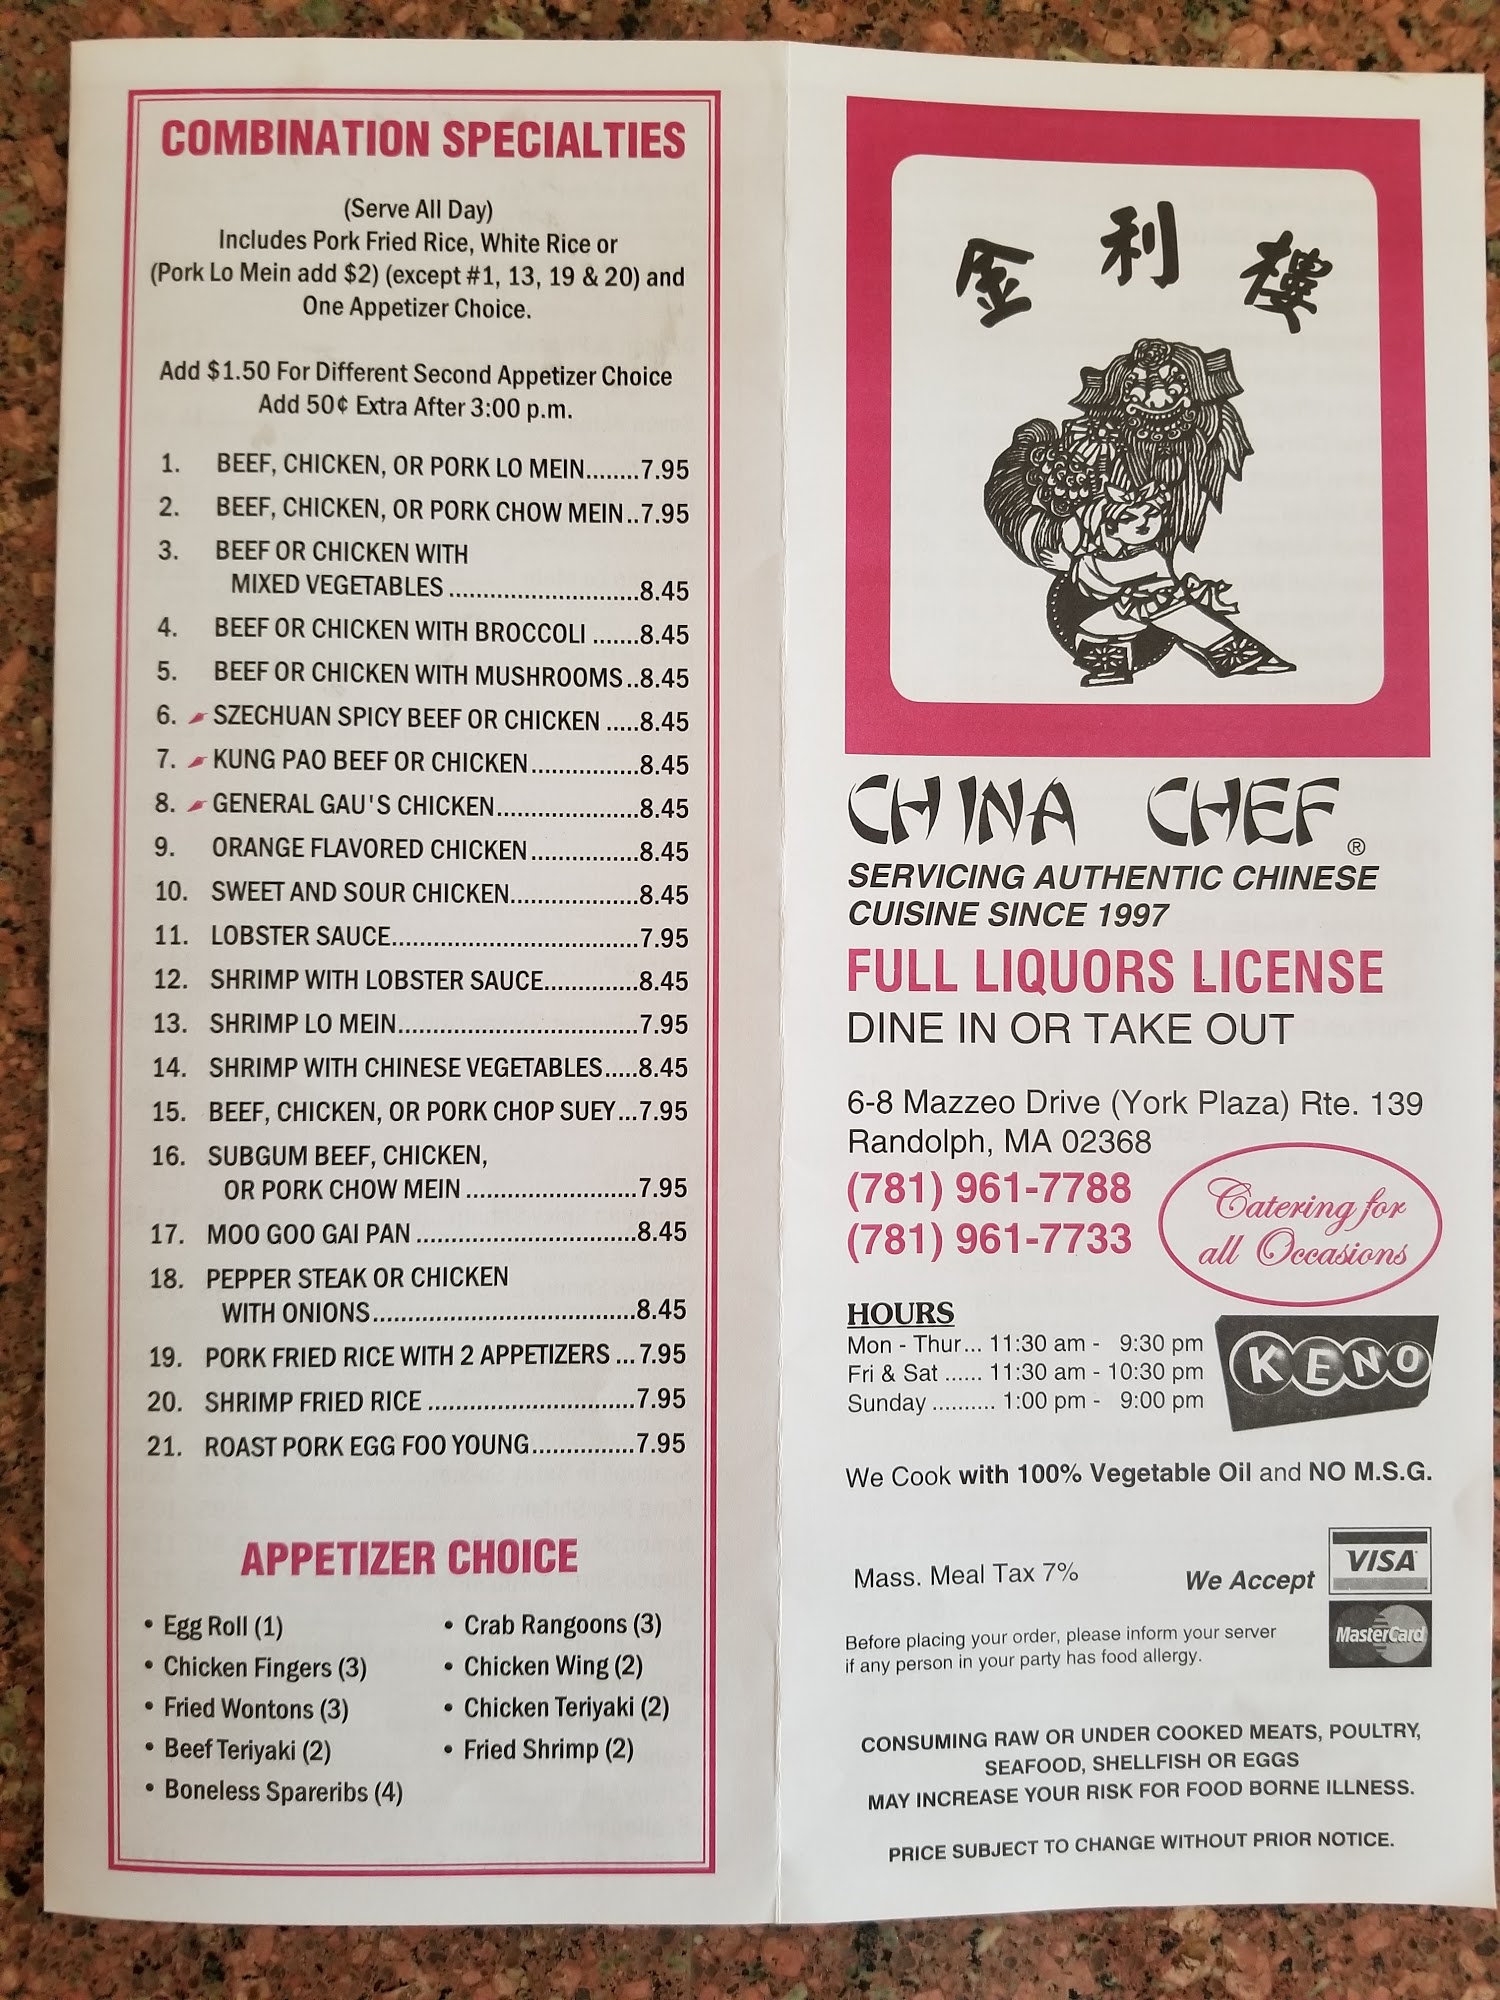 COMBINATION SPECIALTIES
(Serve All Day)
Includes Pork Fried Rice, White Rice or
(Pork Lo Mein add $2) (except #1, 13, 19 & 20) and
One Appetizer Choice.
Add $1.50 For Different Second Appetizer Choice
Add 50¢ Extra After 3:00 p.m.
1. BEEF, CHICKEN, OR PORK LO MEIN........7.95
2. BEEF, CHICKEN, OR PORK CHOW MEIN..7.95
3. BEEF OR CHICKEN WITH
MIXED VEGETABLES ............................8.45
4. BEEF OR CHICKEN WITH BROCCOLI .......8.45
5. BEEF OR CHICKEN WITH MUSHROOMS..8.45
6. SZECHUAN SPICY BEEF OR CHICKEN .....8.45
7. KUNG PAO BEEF OR CHICKEN................8.45
8. GENERAL GAU'S CHICKEN.....................8.45
9. ORANGE FLAVORED CHICKEN................8.45
10. SWEET AND SOUR CHICKEN...................8.45
11. LOBSTER SAUCE.....................................7.95
12. SHRIMP WITH LOBSTER SAUCE..............8.45
13. SHRIMP LO MEIN....................................7.95
14. SHRIMP WITH CHINESE VEGETABLES.....8.45
15. BEEF, CHICKEN, OR PORK CHOP SUEY...7.95
16. SUBGUM BEEF, CHICKEN,
OR PORK CHOW MEIN .........................7.95
17. MOO GOO GAI PAN .................................8.45
18. PEPPER STEAK OR CHICKEN
WITH ONIONS.......................................8.45
19. PORK FRIED RICE WITH 2 APPETIZERS ...7.95
20. SHRIMP FRIED RICE ...............................7.95
21. ROAST PORK EGG FOO YOUNG...............7.95
APPETIZER CHOICE
• Egg Roll (1)
• Chicken Fingers (3)
• Fried Wontons (3)
• Beef Teriyaki (2)
• Boneless Spareribs (4)
• Crab Rangoons (3)
• Chicken Wing (2)
• Chicken Teriyaki (2)
• Fried Shrimp (2)
金利樓
CHINA CHEF®
SERVICING AUTHENTIC CHINESE
CUISINE SINCE 1997
FULL LIQUORS LICENSE
DINE IN OR TAKE OUT
6-8 Mazzeo Drive (York Plaza) Rte. 139
Randolph, MA 02368
(781) 961-7788
(781) 961-7733
Catering for
all Occasions
HOURS
Mon - Thur... 11:30 am - 9:30 pm
Fri & Sat ...... 11:30 am - 10:30 pm
Sunday .......... 1:00 pm - 9:00 pm
KENO
We Cook with 100% Vegetable Oil and NO M.S.G.
Mass. Meal Tax 7%
We Accept
VISA
MasterCard
Before placing your order, please inform your server
if any person in your party has food allergy.
CONSUMING RAW OR UNDER COOKED MEATS, POULTRY,
SEAFOOD, SHELLFISH OR EGGS
MAY INCREASE YOUR RISK FOR FOOD BORNE ILLNESS.
PRICE SUBJECT TO CHANGE WITHOUT PRIOR NOTICE.